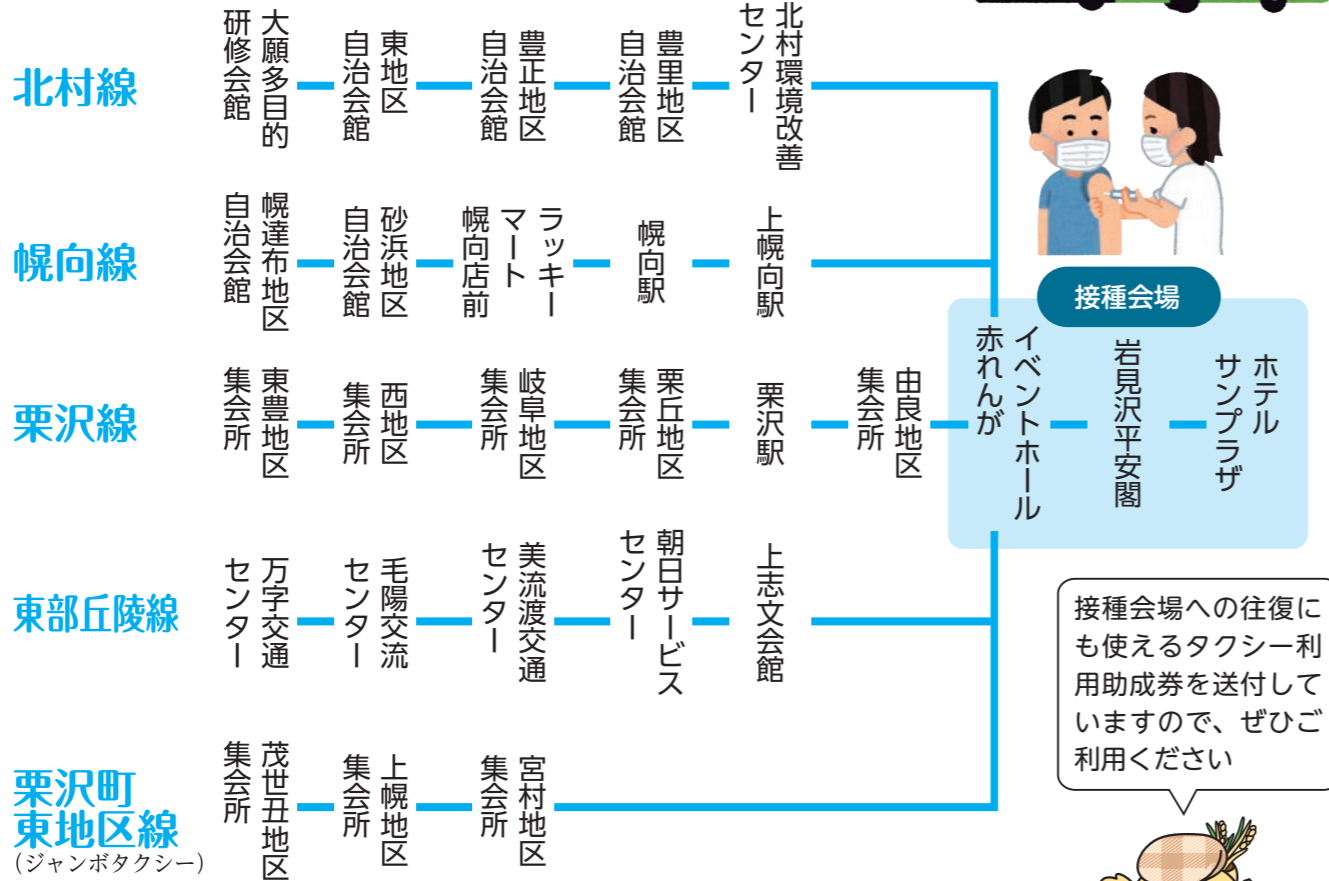 北村線
大願多目的
研修会館
東地区
自治会館
豊正地区
自治会館
豊里地区
自治会館
北村環境改善
センター
幌向線
幌達布地区
自治会館
砂浜地区
自治会館
ラッキー
マート
幌向店前
幌向駅
上幌向駅
栗沢線
東豊地区
集会所
西地区
集会所
岐阜地区
集会所
栗丘地区
集会所
栗沢駅
由良地区
集会所
接種会場
イベントホール
赤れんが
岩見沢平安閣
ホテル
サンプラザ
東部丘陵線
万字交通
センター
毛陽交流
センター
美流渡交通
センター
朝日サービス
センター
上志文会館
栗沢町
東地区線
(ジャンボタクシー)
茂世丑地区
集会所
上幌地区
集会所
宮村地区
集会所
接種会場への往復に
も使えるタクシー利
用助成券を送付して
いますので、ぜひご
利用ください